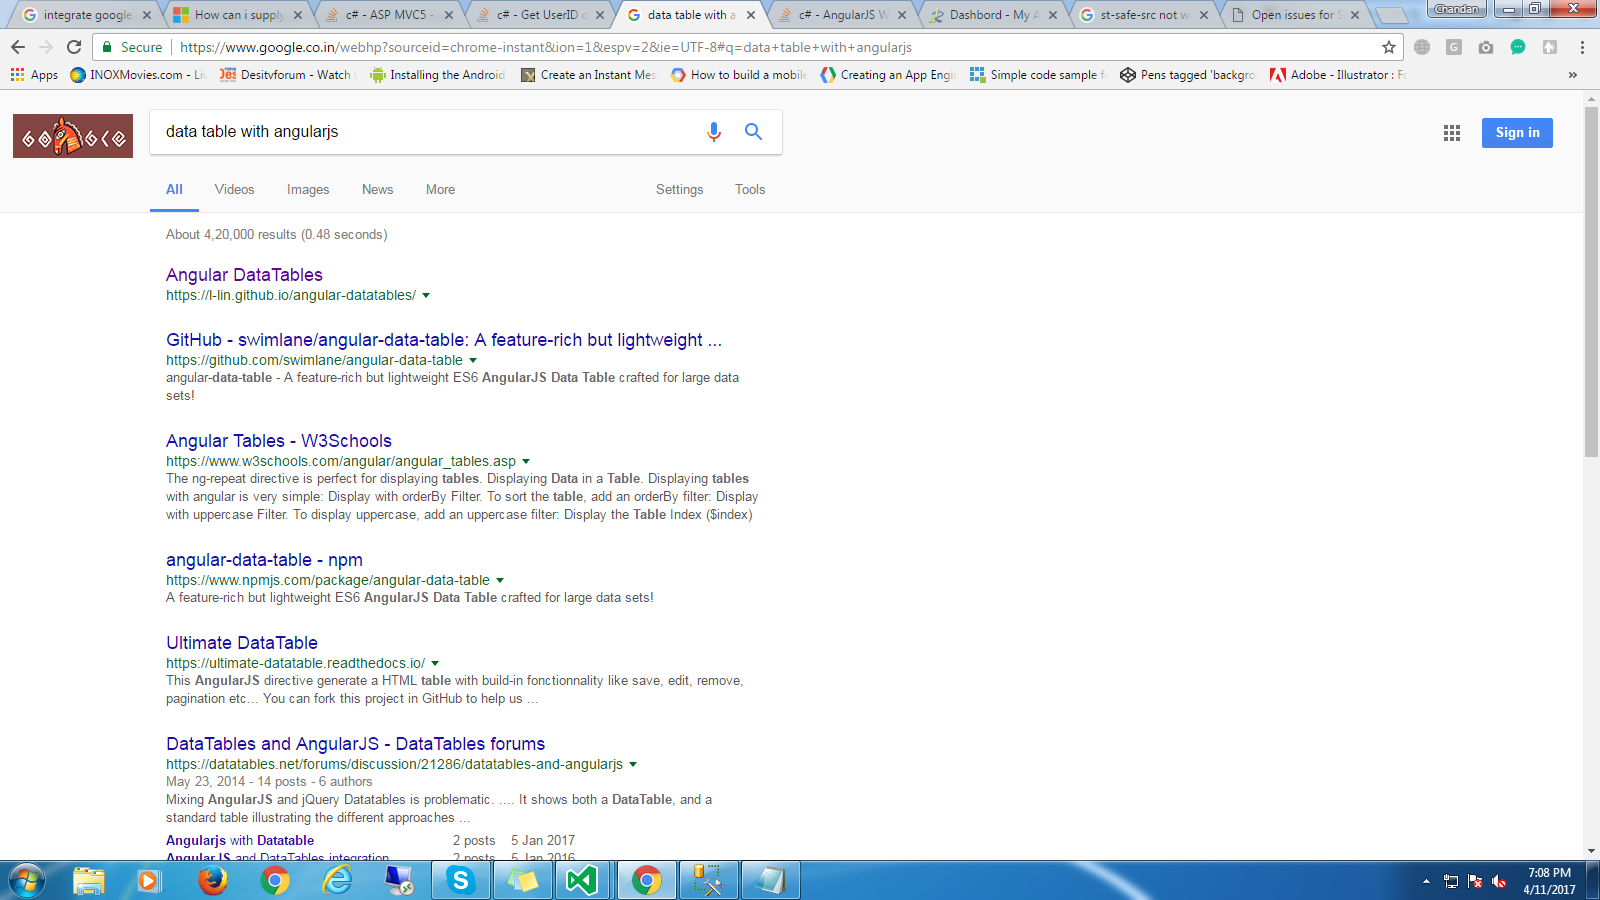 integrate google
How can i supply
c# - ASP MVC5 -
c# - Get UserID
data table with a
c# - AngularJS W
Dashbord - My A
st-safe-src not w
Open issues for S
Chandan
Secure
https://www.google.co.in/webhp?sourceid=chrome-instant&ion=1&espv=2&ie=UTF-8#q=data+table+with+angularjs
Apps
INOXMovies.com - Li
Desitvforum - Watch
Installing the Android
Create an Instant Mes
How to build a mobile
Creating an App Engi
Simple code sample f
Pens tagged 'backgro
Adobe - Illustrator : F
data table with angularjs
Sign in
All
Videos
Images
News
More
Settings
Tools
About 4,20,000 results (0.48 seconds)
Angular DataTables
https://l-lin.github.io/angular-datatables/
GitHub - swimlane/angular-data-table: A feature-rich but lightweight ...
https://github.com/swimlane/angular-data-table
angular-data-table - A feature-rich but lightweight ES6 AngularJS Data Table crafted for large data
sets!
Angular Tables - W3Schools
https://www.w3schools.com/angular/angular_tables.asp
The ng-repeat directive is perfect for displaying tables. Displaying Data in a Table. Displaying tables
with angular is very simple: Display with orderBy Filter. To sort the table, add an orderBy filter: Display
with uppercase Filter. To display uppercase, add an uppercase filter: Display the Table Index ($index)
angular-data-table - npm
https://www.npmjs.com/package/angular-data-table
A feature-rich but lightweight ES6 AngularJS Data Table crafted for large data sets!
Ultimate DataTable
https://ultimate-datatable.readthedocs.io/
This AngularJS directive generate a HTML table with build-in fonctionnality like save, edit, remove,
pagination etc... You can fork this project in GitHub to help us ...
DataTables and AngularJS - DataTables forums
https://datatables.net/forums/discussion/21286/datatables-and-angularjs
May 23, 2014 - 14 posts - 6 authors
Mixing AngularJS and jQuery Datatables is problematic. .... It shows both a DataTable, and a
standard table illustrating the different approaches ...
Angularjs with Datatable 2 posts 5 Jan 2017
AngularJS and DataTables integration 2 posts 5 Jan 2016
7:08 PM
4/11/2017